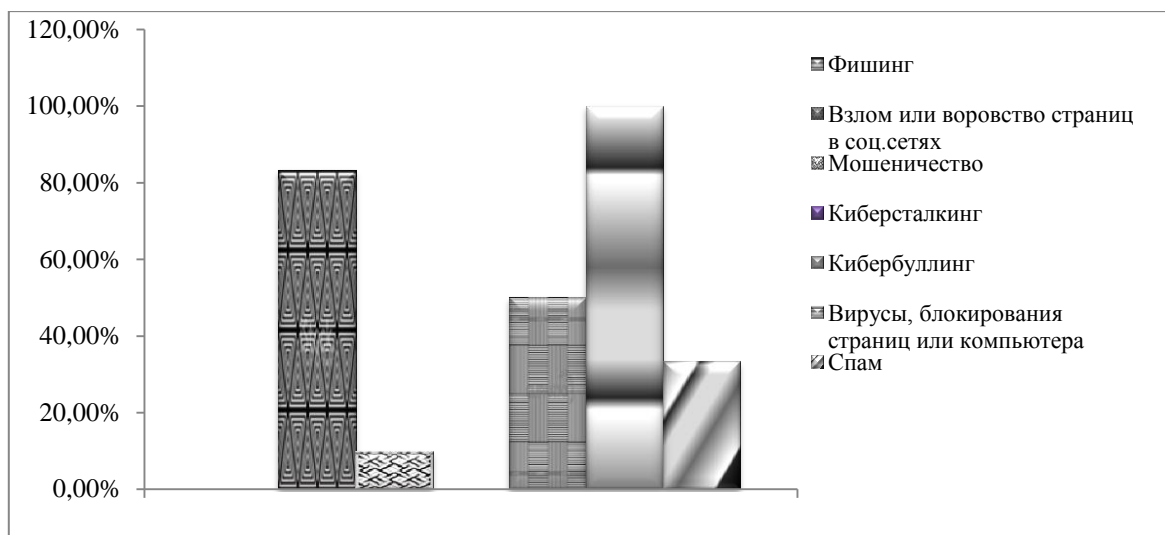 120,00%
100,00%
80,00%
60,00%
40,00%
20,00%
0,00%
Фишинг
Взлом или воровство страниц
в соц.сетях
Мошеничество
Киберсталкинг
Кибербуллинг
Вирусы, блокирования
страниц или компьютера
Спам